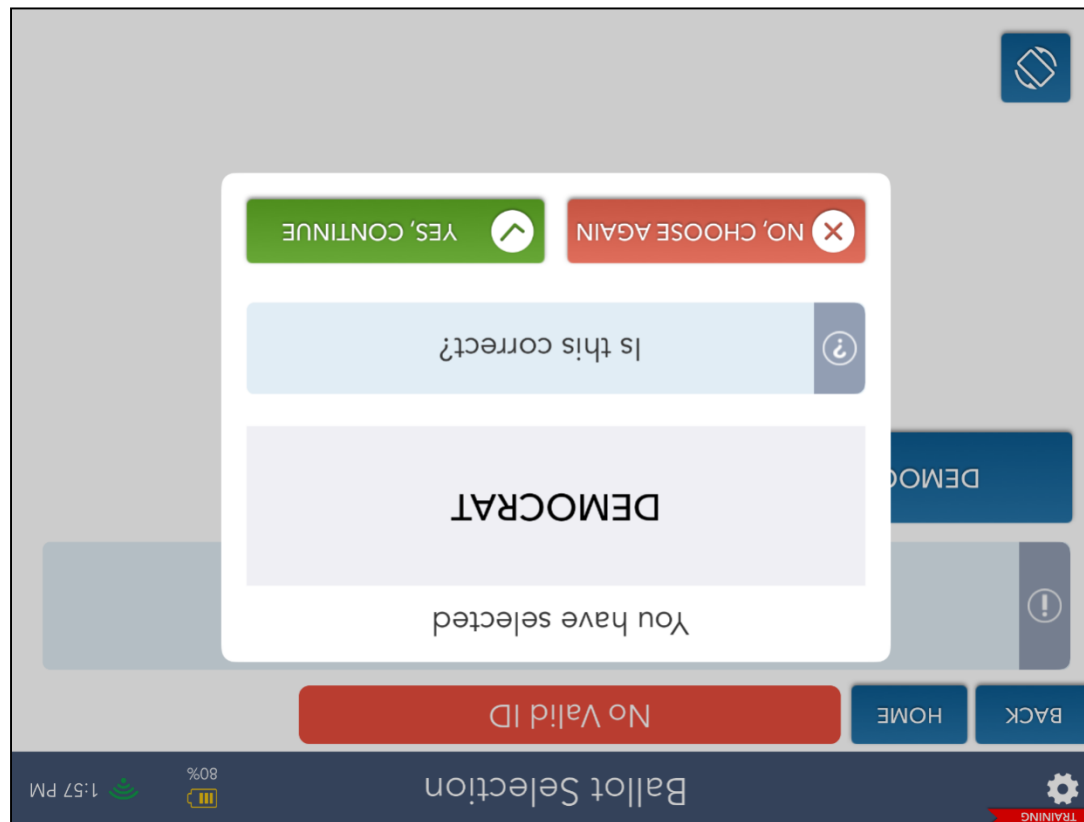 TRAINING
Ballot Selection
80%
1:57 PM
BACK
HOME
No Valid ID
You have selected
DEMOCRAT
DEMOC
Is this correct?
NO, CHOOSE AGAIN
YES, CONTINUE